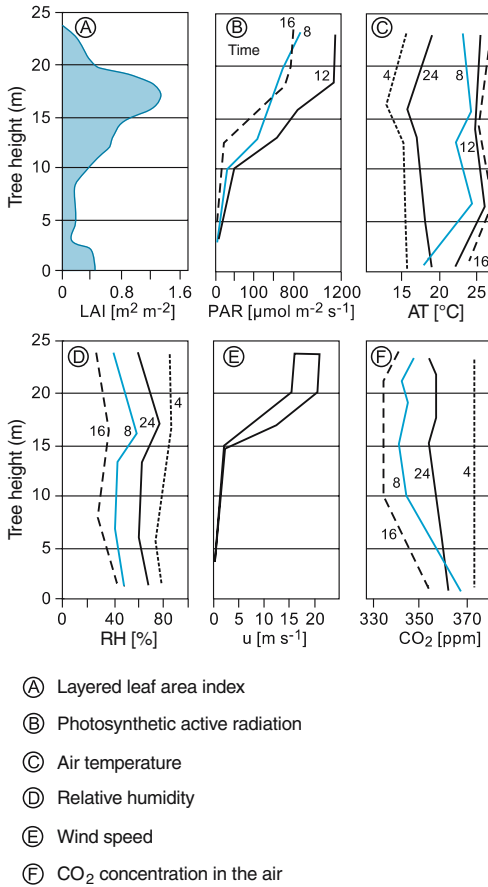 A B C
25 Time 16 8 12 4 24 8 12 16
20
15
10
5
0
Tree height (m)
0 0.8 1.6 0 400 800 1200 15 20 25
LAI [m² m⁻²] PAR [µmol m⁻² s⁻¹] AT [°C]
D E F
25 16 8 24 4 8 24 4 16
20
15
10
5
0
Tree height (m)
0 40 80 0 5 10 15 20 330 350 370
RH [%] u [m s⁻¹] CO₂ [ppm]
A Layered leaf area index
B Photosynthetic active radiation
C Air temperature
D Relative humidity
E Wind speed
F CO₂ concentration in the air